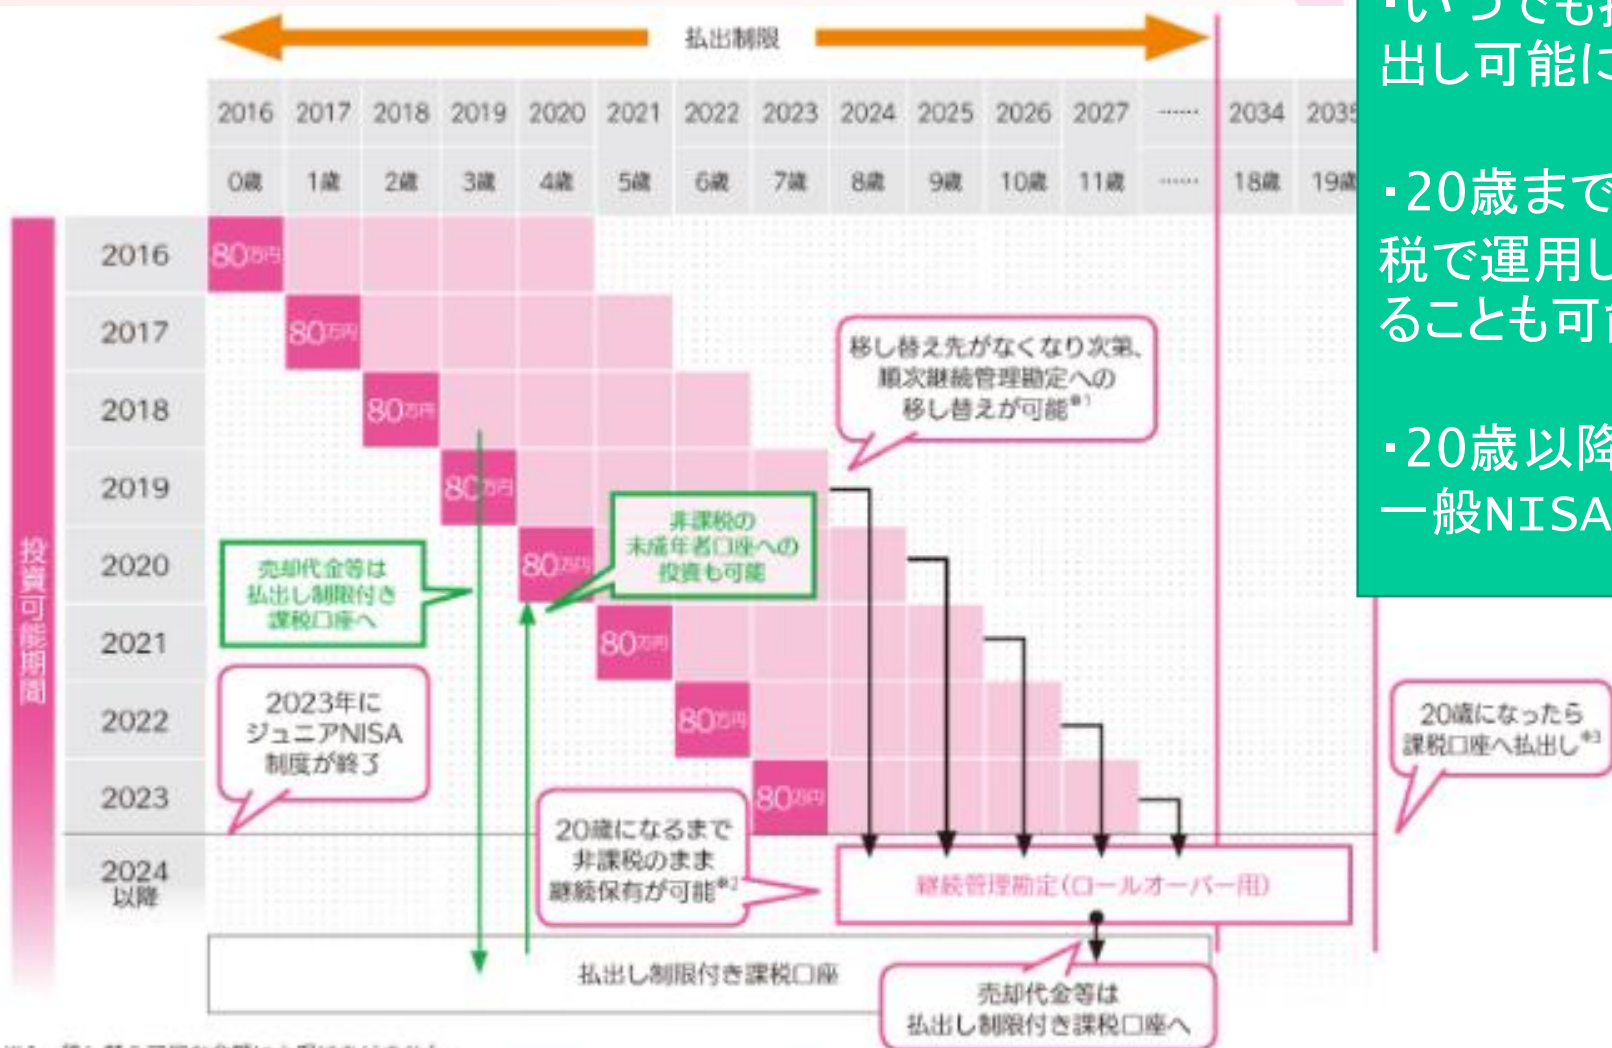 払出制限
・いつでも
出し可能に
・20歳まで
税で運用し
ることも可
・20歳以降
一般NISA
2016 2017 2018 2019 2020 2021 2022 2023 2024 2025 2026 2027 …… 2034 2035
0歳 1歳 2歳 3歳 4歳 5歳 6歳 7歳 8歳 9歳 10歳 11歳 …… 18歳 19歳
投資可能期間
2016 80万円
2017 80万円
2018 80万円
移し替え先がなくなり次第、
順次継続管理勘定への
移し替えが可能※1
2019 80万円
非課税の
未成年者口座への
投資も可能
2020 80万円
売却代金等は
払出し制限付き
課税口座へ
2021 80万円
2023年に
ジュニアNISA
制度が終了
2022 80万円
20歳になったら
課税口座へ払出し※3
2023 80万円
20歳になるまで
非課税のまま
継続保有が可能※2
2024
以降
継続管理勘定(ロールオーバー用)
払出し制限付き課税口座
売却代金等は
払出し制限付き課税口座へ